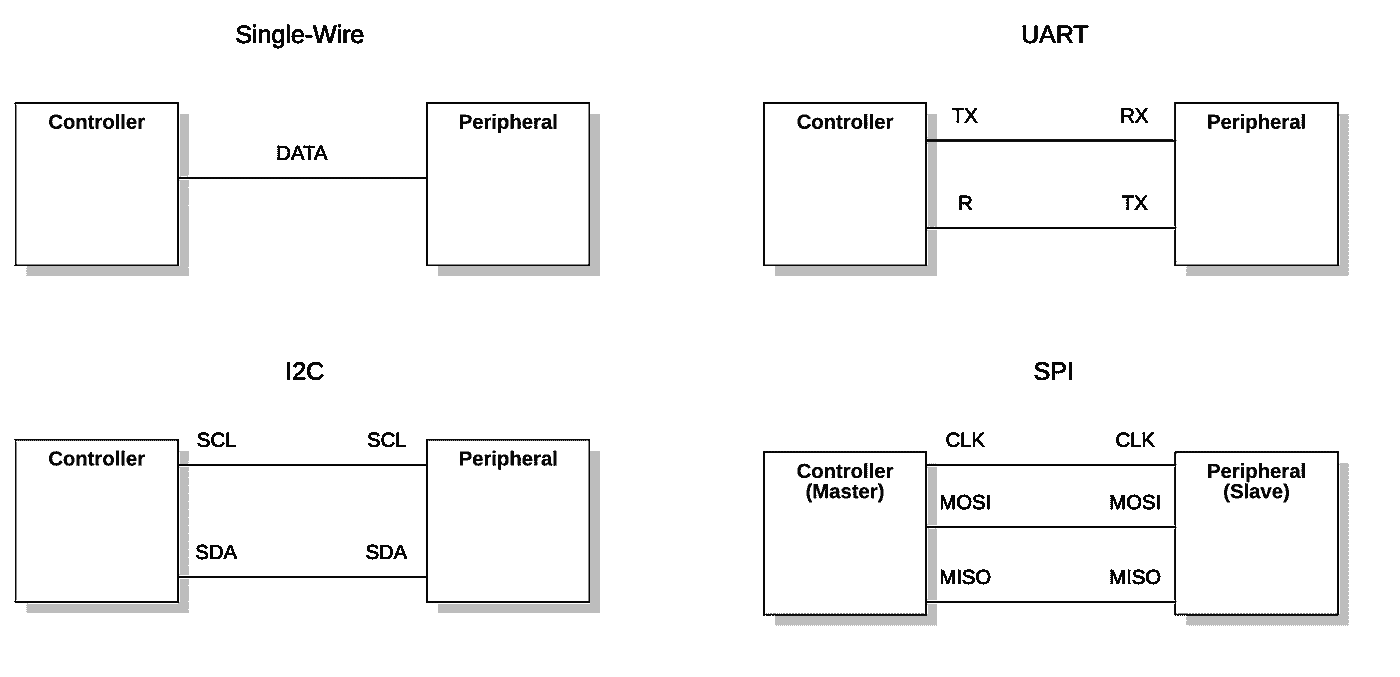 Single-Wire
Controller
DATA
Peripheral
UART
Controller
TX
RX
R
TX
Peripheral
I2C
Controller
SCL
SCL
SDA
SDA
Peripheral
SPI
Controller
(Master)
CLK
CLK
MOSI
MOSI
MISO
MISO
Peripheral
(Slave)